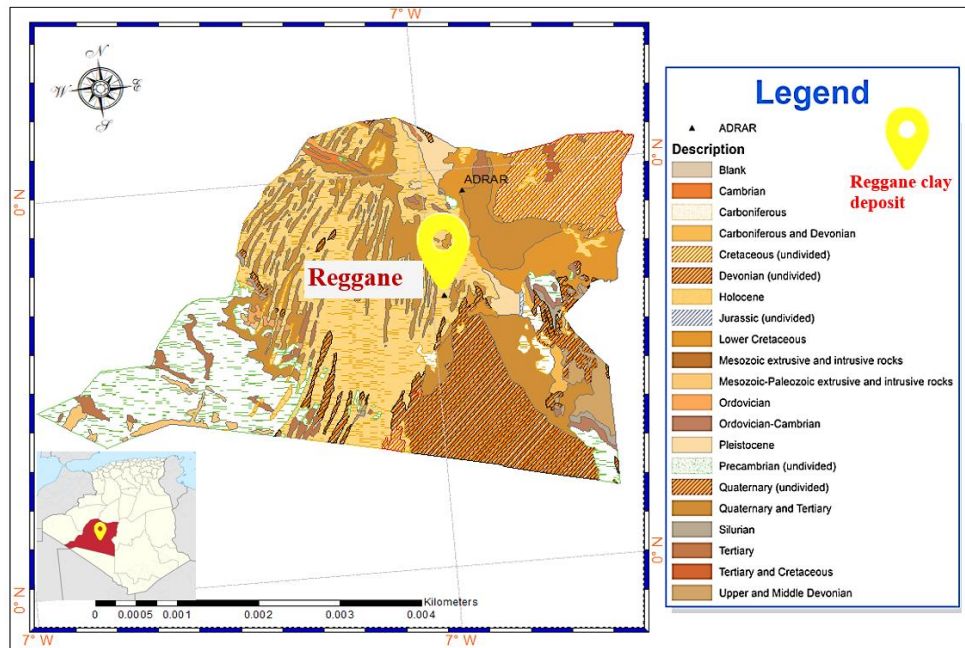 7° W
N
W
E
S
0° N
0° N
ADRAR
Reggane
0° N
0° N
Kilometers
0 0.0005 0.001 0.002 0.003 0.004
7° W
7° W
Legend
ADRAR
Reggane clay
deposit
Description
Blank
Cambrian
Carboniferous
Carboniferous and Devonian
Cretaceous (undivided)
Devonian (undivided)
Holocene
Jurassic (undivided)
Lower Cretaceous
Mesozoic extrusive and intrusive rocks
Mesozoic-Paleozoic extrusive and intrusive rocks
Ordovician
Ordovician-Cambrian
Pleistocene
Precambrian (undivided)
Quaternary (undivided)
Quaternary and Tertiary
Silurian
Tertiary
Tertiary and Cretaceous
Upper and Middle Devonian